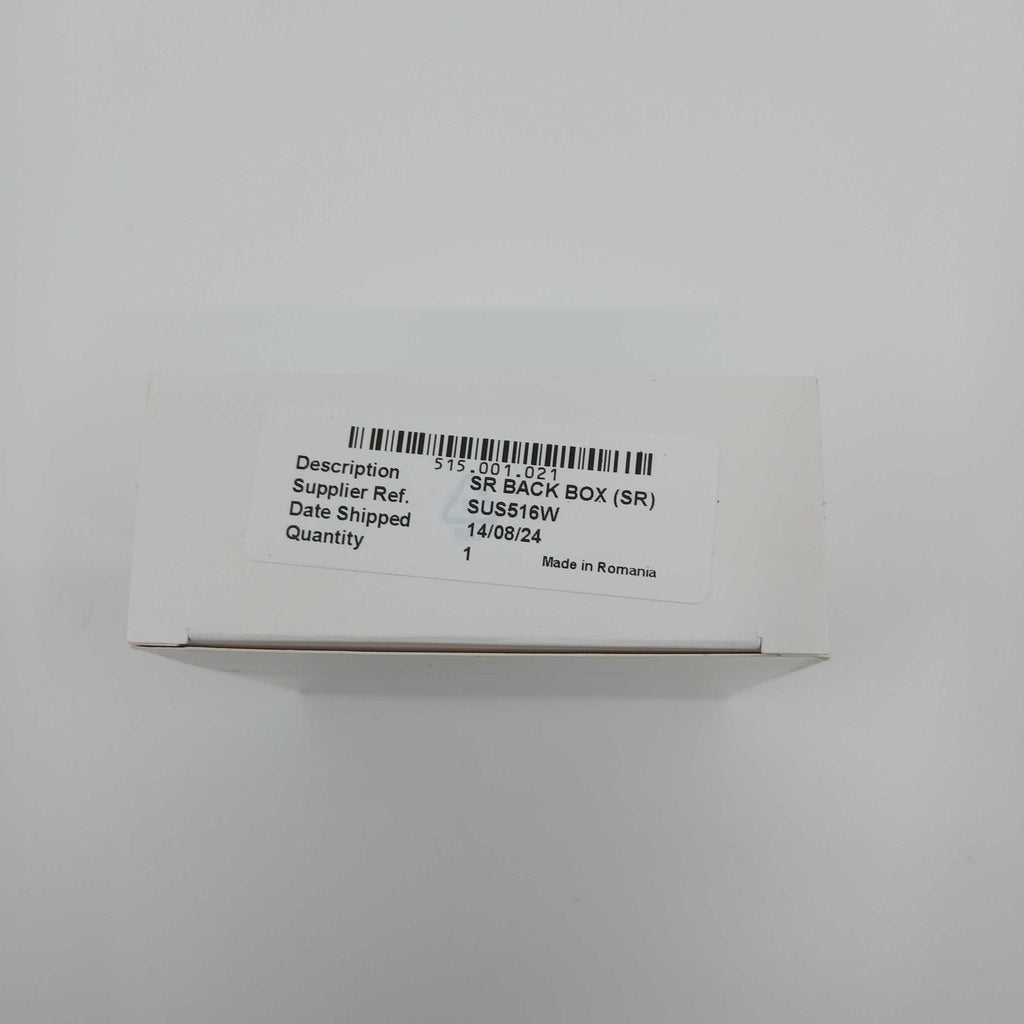 515.001.021
Description SR BACK BOX (SR)
Supplier Ref. SUS516W
Date Shipped 14/08/24
Quantity 1
Made in Romania